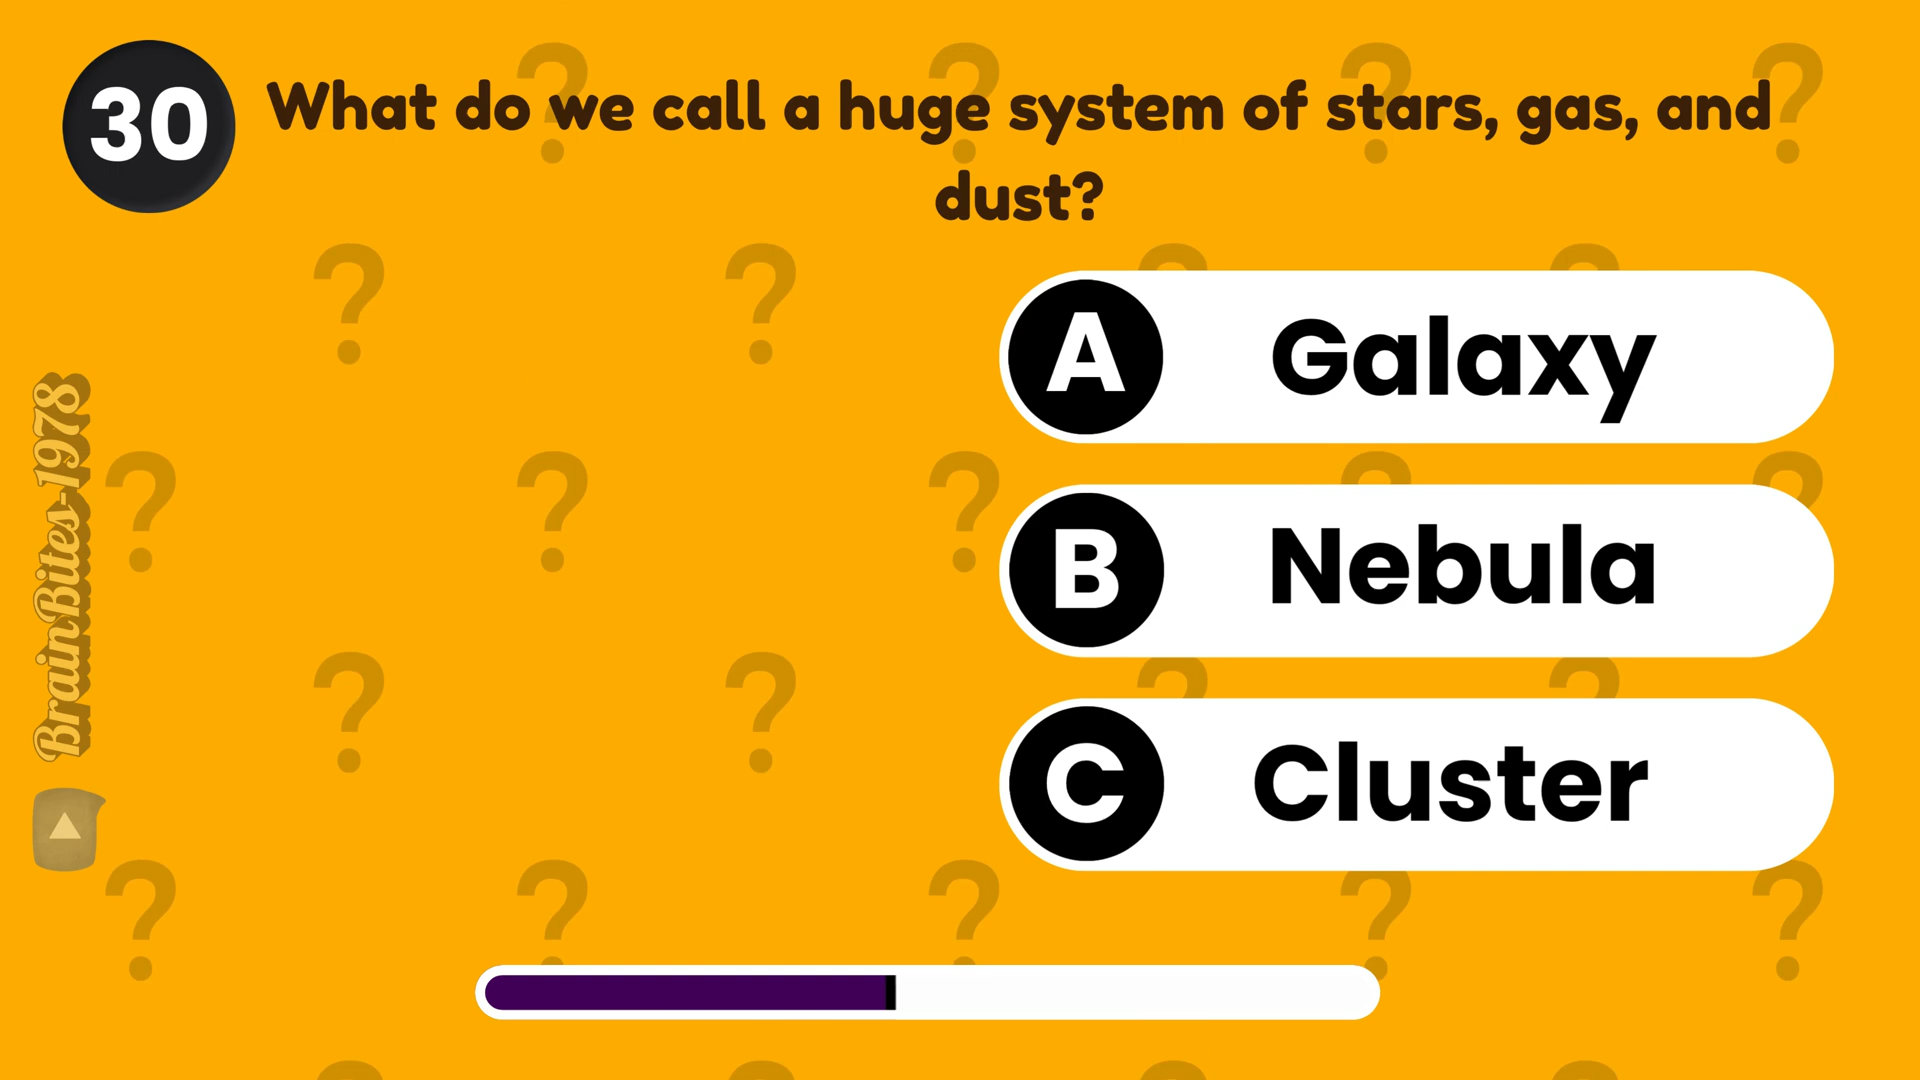 30
What do we call a huge system of stars, gas, and
dust?
A Galaxy
B Nebula
C Cluster
BrainBites-1978